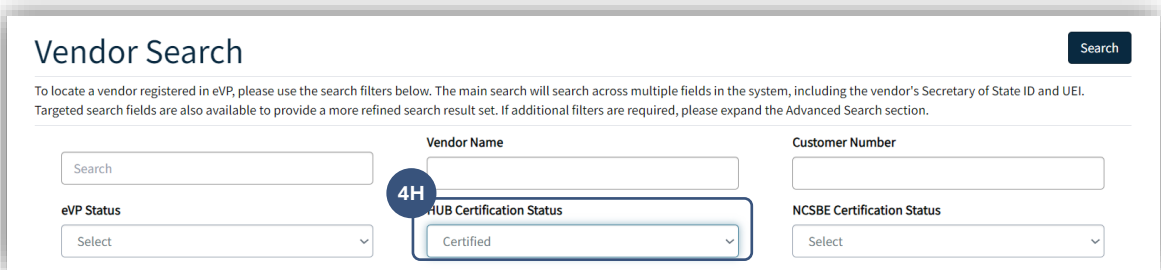 Vendor Search
Search
To locate a vendor registered in eVP, please use the search filters below. The main search will search across multiple fields in the system, including the vendor's Secretary of State ID and UEI.
Targeted search fields are also available to provide a more refined search result set. If additional filters are required, please expand the Advanced Search section.
Vendor Name
Customer Number
Search
4H
eVP Status
HUB Certification Status
NCSBE Certification Status
Select
Certified
Select